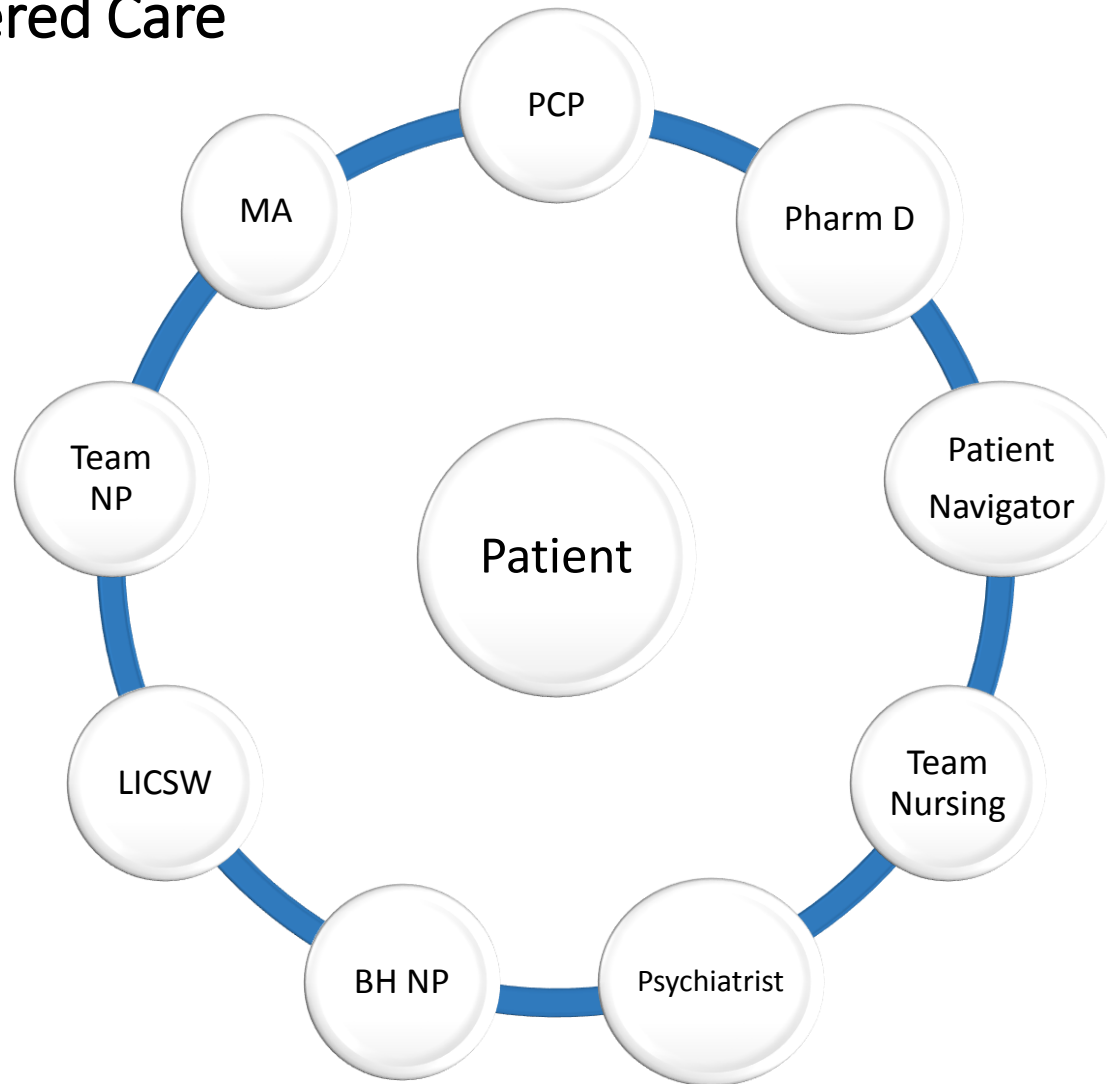 ered Care
PCP
Pharm D
MA
Patient
Navigator
Team
NP
Patient
Team
Nursing
LICSW
BH NP
Psychiatrist